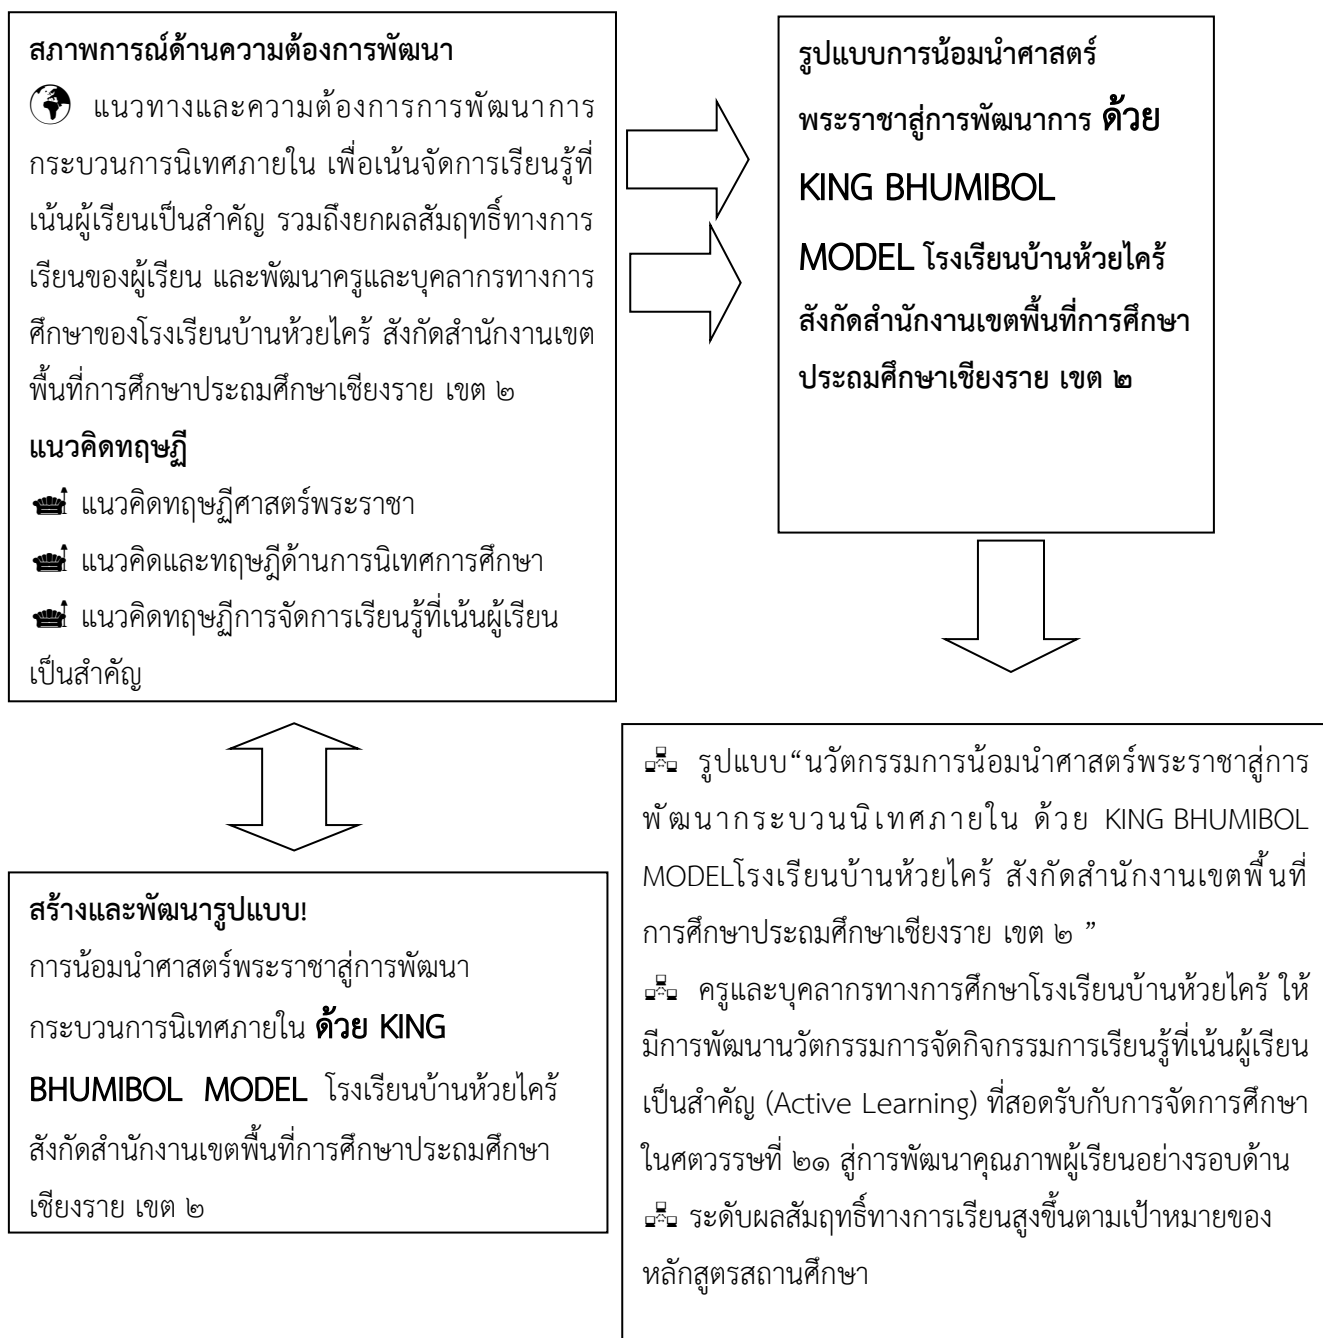 สภาพการณ์ด้านความต้องการพัฒนา
แนวทางและความต้องการการพัฒนาการ
กระบวนการนิเทศภายใน เพื่อเน้นจัดการเรียนรู้ที่
เน้นผู้เรียนเป็นสำคัญ รวมถึงยกผลสัมฤทธิ์ทางการ
เรียนของผู้เรียน และพัฒนาครูและบุคลากรทางการ
ศึกษาของโรงเรียนบ้านห้วยไคร้ สังกัดสำนักงานเขต
พื้นที่การศึกษาประถมศึกษาเชียงราย เขต ๒
แนวคิดทฤษฏี
แนวคิดทฤษฏีศาสตร์พระราชา
แนวคิดและทฤษฎีด้านการนิเทศการศึกษา
แนวคิดทฤษฏีการจัดการเรียนรู้ที่เน้นผู้เรียน
เป็นสำคัญ
รูปแบบการน้อมนำศาสตร์
พระราชาสู่การพัฒนาการ ด้วย
KING BHUMIBOL
MODEL โรงเรียนบ้านห้วยไคร้
สังกัดสำนักงานเขตพื้นที่การศึกษา
ประถมศึกษาเชียงราย เขต ๒
สร้างและพัฒนารูปแบบ!
การน้อมนำศาสตร์พระราชาสู่การพัฒนา
กระบวนการนิเทศภายใน ด้วย KING
BHUMIBOL MODEL โรงเรียนบ้านห้วยไคร้
สังกัดสำนักงานเขตพื้นที่การศึกษาประถมศึกษา
เชียงราย เขต ๒
รูปแบบ“นวัตกรรมการน้อมนำศาสตร์พระราชาสู่การ
พัฒนากระบวนนิเทศภายใน ด้วย KING BHUMIBOL
MODELโรงเรียนบ้านห้วยไคร้ สังกัดสำนักงานเขตพื้นที่
การศึกษาประถมศึกษาเชียงราย เขต ๒ ”
ครูและบุคลากรทางการศึกษาโรงเรียนบ้านห้วยไคร้ ให้
มีการพัฒนานวัตกรรมการจัดกิจกรรมการเรียนรู้ที่เน้นผู้เรียน
เป็นสำคัญ (Active Learning) ที่สอดรับกับการจัดการศึกษา
ในศตวรรษที่ ๒๑ สู่การพัฒนาคุณภาพผู้เรียนอย่างรอบด้าน
ระดับผลสัมฤทธิ์ทางการเรียนสูงขึ้นตามเป้าหมายของ
หลักสูตรสถานศึกษา